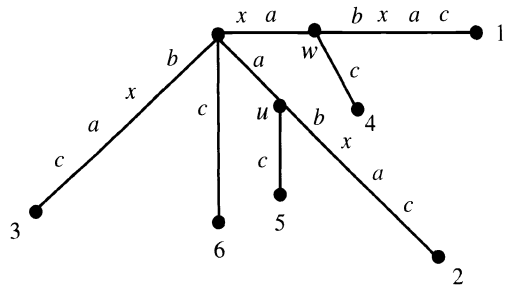 x a b x a c 1
w
b a
x c c 4
a c u b
x
c c a
c
3 6 5 2